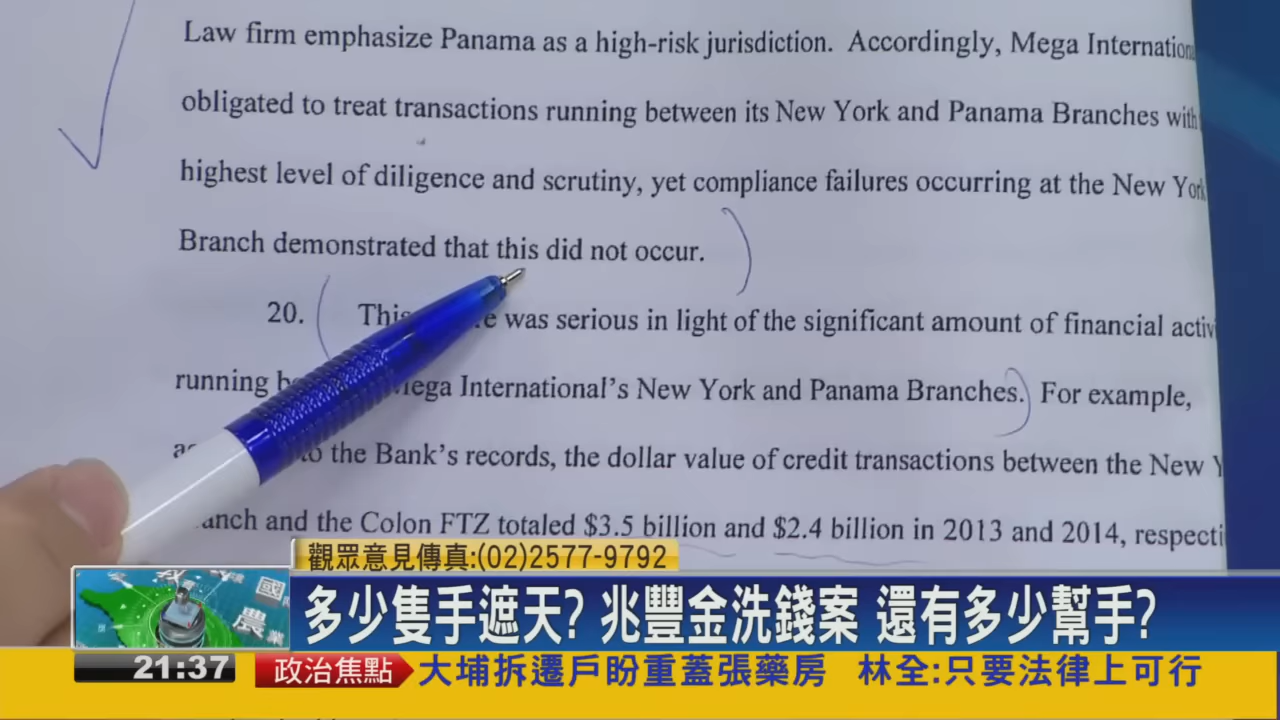 Law firm emphasize Panama as a high-risk jurisdiction. Accordingly, Mega
obligated to treat transactions running between its New York and Panama Branches with
highest level of diligence and scrutiny, yet compliance failures occurring at the New York
Branch demonstrated that this did not occur.
20. This was serious in light of the significant amount of financial
running Mega International's New York and Panama Branches. For example,
to the Bank's records, the dollar value of credit transactions between the New
and the Colon FTZ totaled $3.5 billion and $2.4 billion in 2013 and 2014,
觀眾意見傳真:(02)2577-9792
多少隻手遮天? 兆豐金洗錢案 還有多少幫手?
國
農業
21:37 政治焦點 大埔拆遷戶盼重蓋張藥房 林全:只要法律上可行